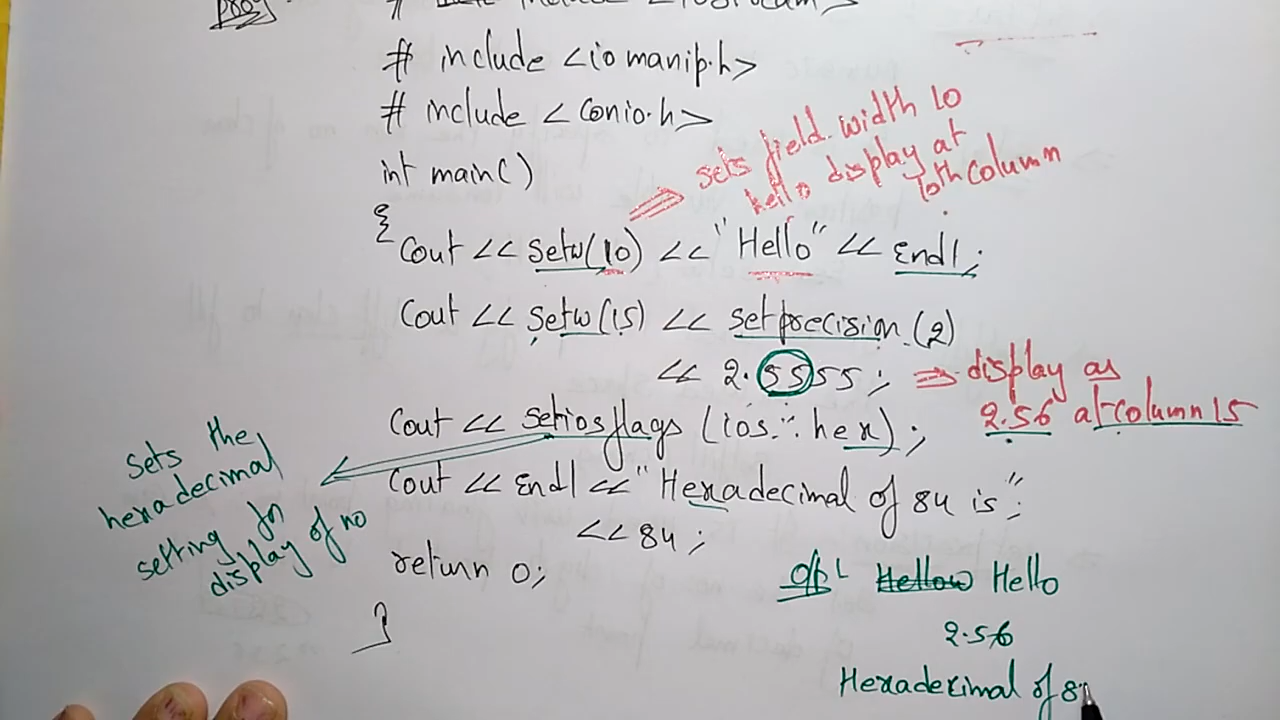 Prog
# include <iostream>
# include <iomanip.h>
# include <conio.h>
int main()
{
Cout << setw(10) << "Hello" << endl;
⇒ sets field width 10
hello display at
10th column
Cout << setw(15) << setprecision(2)
<< 2.5555;
⇒ display as
2.56 at column 15
Cout << setiosflags (ios::hex);
sets the
hexadecimal
setting for
display of no
Cout << Endl << "Hexadecimal of 84 is";
<< 84;
return 0;
}
o/p: Hello
2.56
Hexadecimal of 8